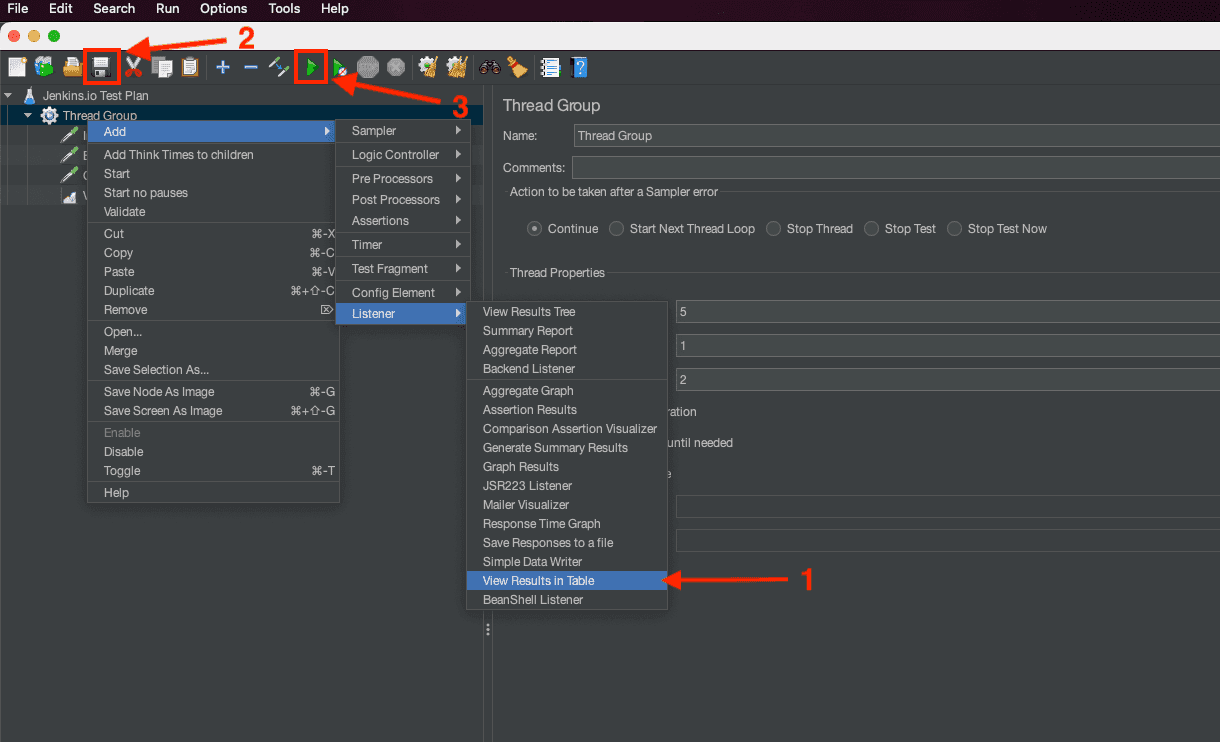 File Edit Search Run Options Tools Help
2
3
Jenkins.io Test Plan
Thread Group
Add
Add Think Times to children
Start
Start no pauses
Validate
Cut ⌘-X
Copy ⌘-C
Paste ⌘-V
Duplicate ⌘+⇧-C
Remove ⌦
Open...
Merge
Save Selection As...
Save Node As Image ⌘-G
Save Screen As Image ⌘+⇧-G
Enable
Disable
Toggle ⌘-T
Help
Sampler
Logic Controller
Pre Processors
Post Processors
Assertions
Timer
Test Fragment
Config Element
Listener
View Results Tree
Summary Report
Aggregate Report
Backend Listener
Aggregate Graph
Assertion Results
Comparison Assertion Visualizer
Generate Summary Results
Graph Results
JSR223 Listener
Mailer Visualizer
Response Time Graph
Save Responses to a file
Simple Data Writer
View Results in Table
BeanShell Listener
1
Thread Group
Name: Thread Group
Comments:
Action to be taken after a Sampler error
Continue Start Next Thread Loop Stop Thread Stop Test Stop Test Now
Thread Properties
5
1
2
until needed